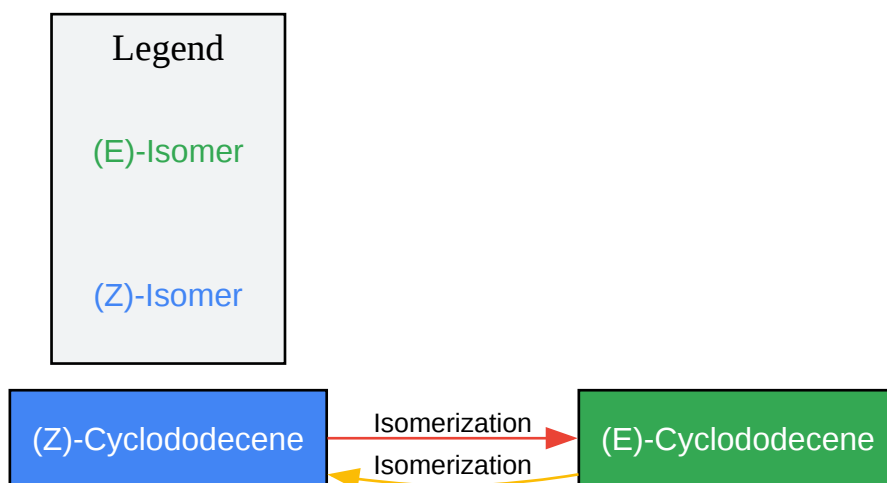 Legend
(E)-Isomer
(Z)-Isomer
(Z)-Cyclododecene
Isomerization
(E)-Cyclododecene
Isomerization